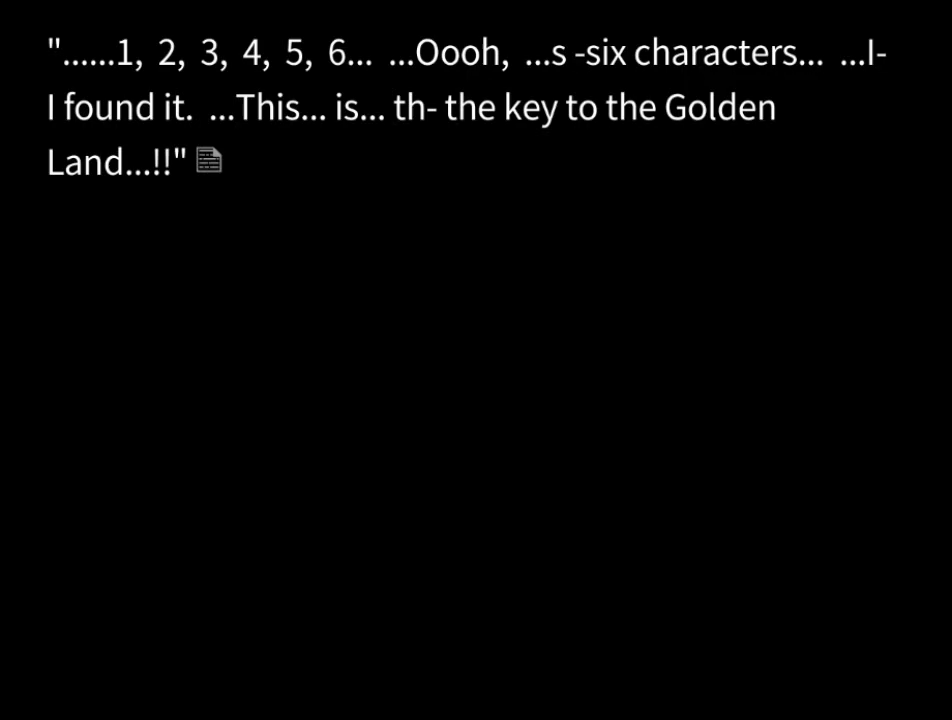 "......1, 2, 3, 4, 5, 6... ...Oooh, ...s -six characters... ...I-
I found it. ...This... is... th- the key to the Golden
Land...!!"